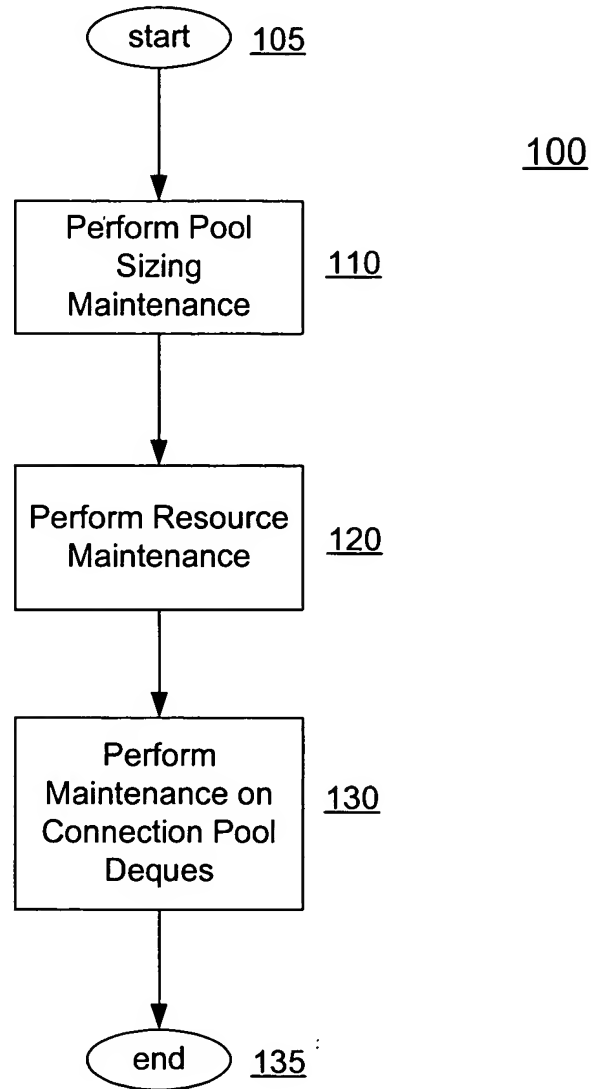 start
105
100
Perform Pool
Sizing
Maintenance
110
Perform Resource
Maintenance
120
Perform
Maintenance on
Connection Pool
Deques
130
end
135